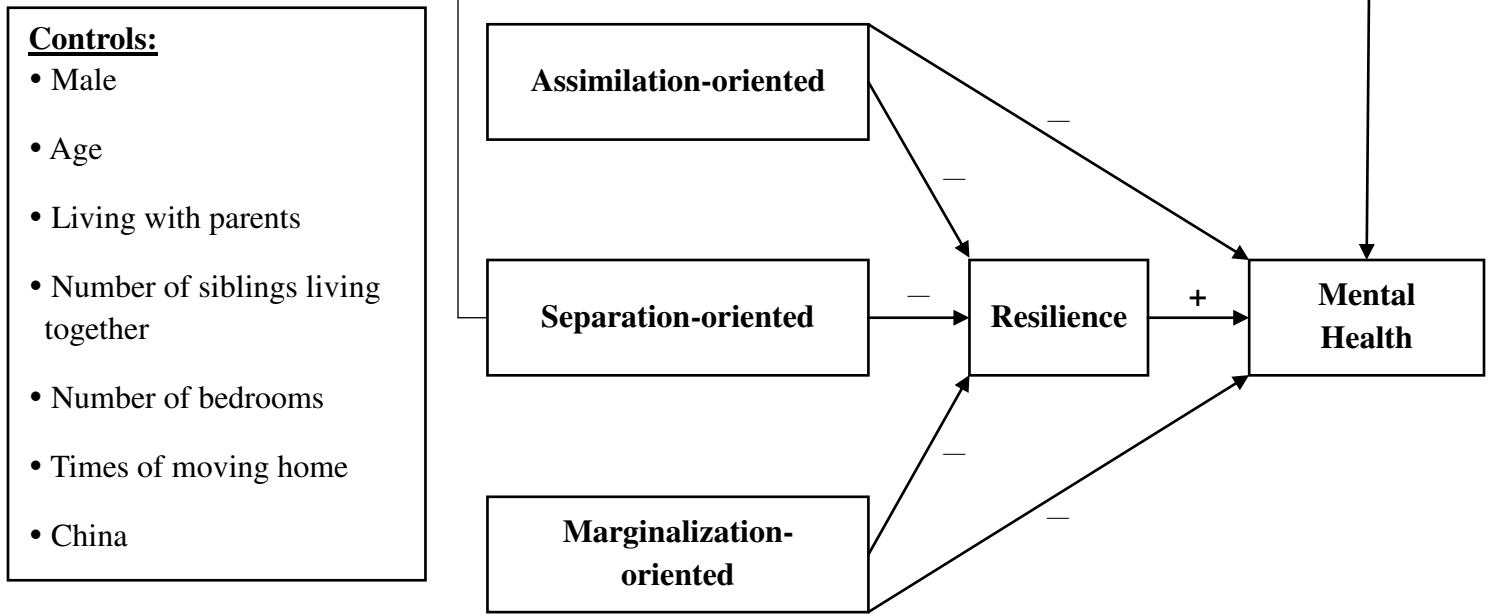 Controls:
• Male
• Age
• Living with parents
• Number of siblings living
together
• Number of bedrooms
• Times of moving home
• China
Assimilation-oriented
—
—
Separation-oriented
—
Resilience
+
Mental
Health
—
Marginalization-
oriented
—